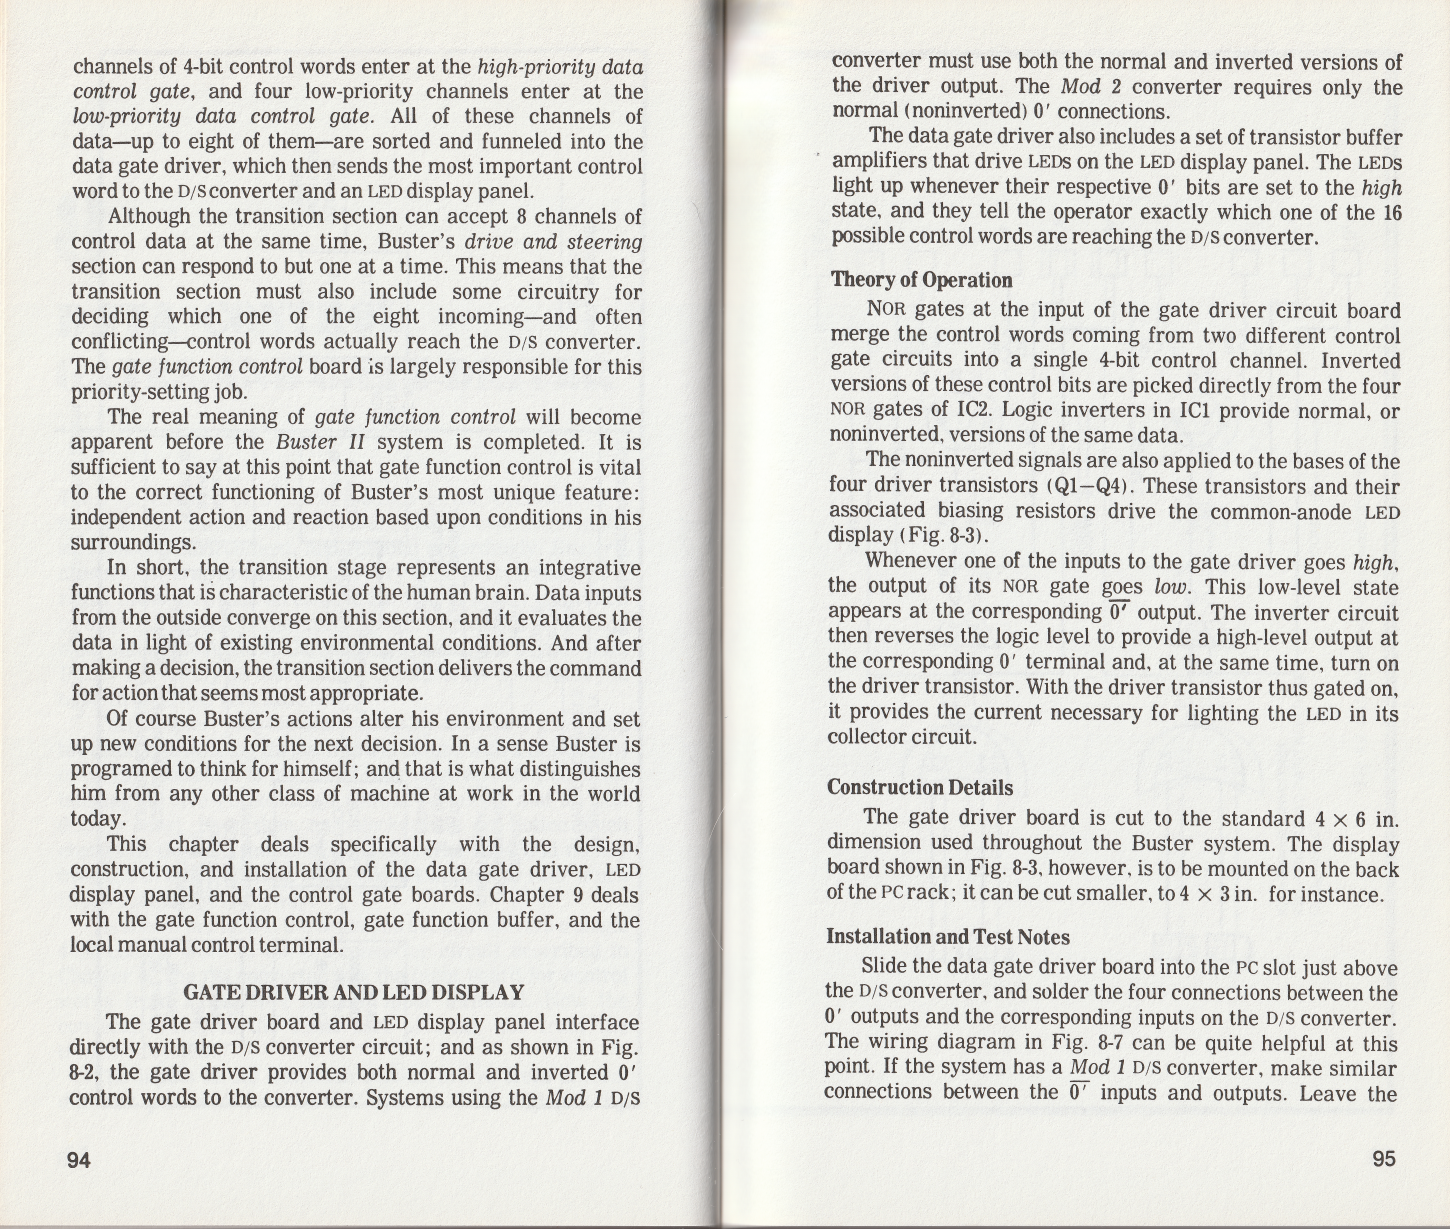 channels of 4-bit control words enter at the high-priority data
control gate, and four low-priority channels enter at the
low-priority data control gate. All of these channels of
data—up to eight of them—are sorted and funneled into the
data gate driver, which then sends the most important control
word to the D/S converter and an LED display panel.
Although the transition section can accept 8 channels of
control data at the same time, Buster's drive and steering
section can respond to but one at a time. This means that the
transition section must also include some circuitry for
deciding which one of the eight incoming—and often
conflicting—control words actually reach the D/S converter.
The gate function control board is largely responsible for this
priority-setting job.
The real meaning of gate function control will become
apparent before the Buster II system is completed. It is
sufficient to say at this point that gate function control is vital
to the correct functioning of Buster's most unique feature:
independent action and reaction based upon conditions in his
surroundings.
In short, the transition stage represents an integrative
functions that is characteristic of the human brain. Data inputs
from the outside converge on this section, and it evaluates the
data in light of existing environmental conditions. And after
making a decision, the transition section delivers the command
for action that seems most appropriate.
Of course Buster's actions alter his environment and set
up new conditions for the next decision. In a sense Buster is
programed to think for himself; and that is what distinguishes
him from any other class of machine at work in the world
today.
This chapter deals specifically with the design,
construction, and installation of the data gate driver, LED
display panel, and the control gate boards. Chapter 9 deals
with the gate function control, gate function buffer, and the
local manual control terminal.
GATE DRIVER AND LED DISPLAY
The gate driver board and LED display panel interface
directly with the D/S converter circuit; and as shown in Fig.
8-2, the gate driver provides both normal and inverted 0'
control words to the converter. Systems using the Mod 1 D/S
94
converter must use both the normal and inverted versions of
the driver output. The Mod 2 converter requires only the
normal (noninverted) 0' connections.
The data gate driver also includes a set of transistor buffer
amplifiers that drive LEDs on the LED display panel. The LEDs
light up whenever their respective 0' bits are set to the high
state, and they tell the operator exactly which one of the 16
possible control words are reaching the D/S converter.
Theory of Operation
NOR gates at the input of the gate driver circuit board
merge the control words coming from two different control
gate circuits into a single 4-bit control channel. Inverted
versions of these control bits are picked directly from the four
NOR gates of IC2. Logic inverters in IC1 provide normal, or
noninverted, versions of the same data.
The noninverted signals are also applied to the bases of the
four driver transistors (Q1—Q4). These transistors and their
associated biasing resistors drive the common-anode LED
display (Fig. 8-3).
Whenever one of the inputs to the gate driver goes high,
the output of its NOR gate goes low. This low-level state
appears at the corresponding 0̅'̅ output. The inverter circuit
then reverses the logic level to provide a high-level output at
the corresponding 0' terminal and, at the same time, turn on
the driver transistor. With the driver transistor thus gated on,
it provides the current necessary for lighting the LED in its
collector circuit.
Construction Details
The gate driver board is cut to the standard 4 × 6 in.
dimension used throughout the Buster system. The display
board shown in Fig. 8-3, however, is to be mounted on the back
of the PC rack; it can be cut smaller, to 4 × 3 in. for instance.
Installation and Test Notes
Slide the data gate driver board into the PC slot just above
the D/S converter, and solder the four connections between the
0' outputs and the corresponding inputs on the D/S converter.
The wiring diagram in Fig. 8-7 can be quite helpful at this
point. If the system has a Mod 1 D/S converter, make similar
connections between the 0̅'̅ inputs and outputs. Leave the
95